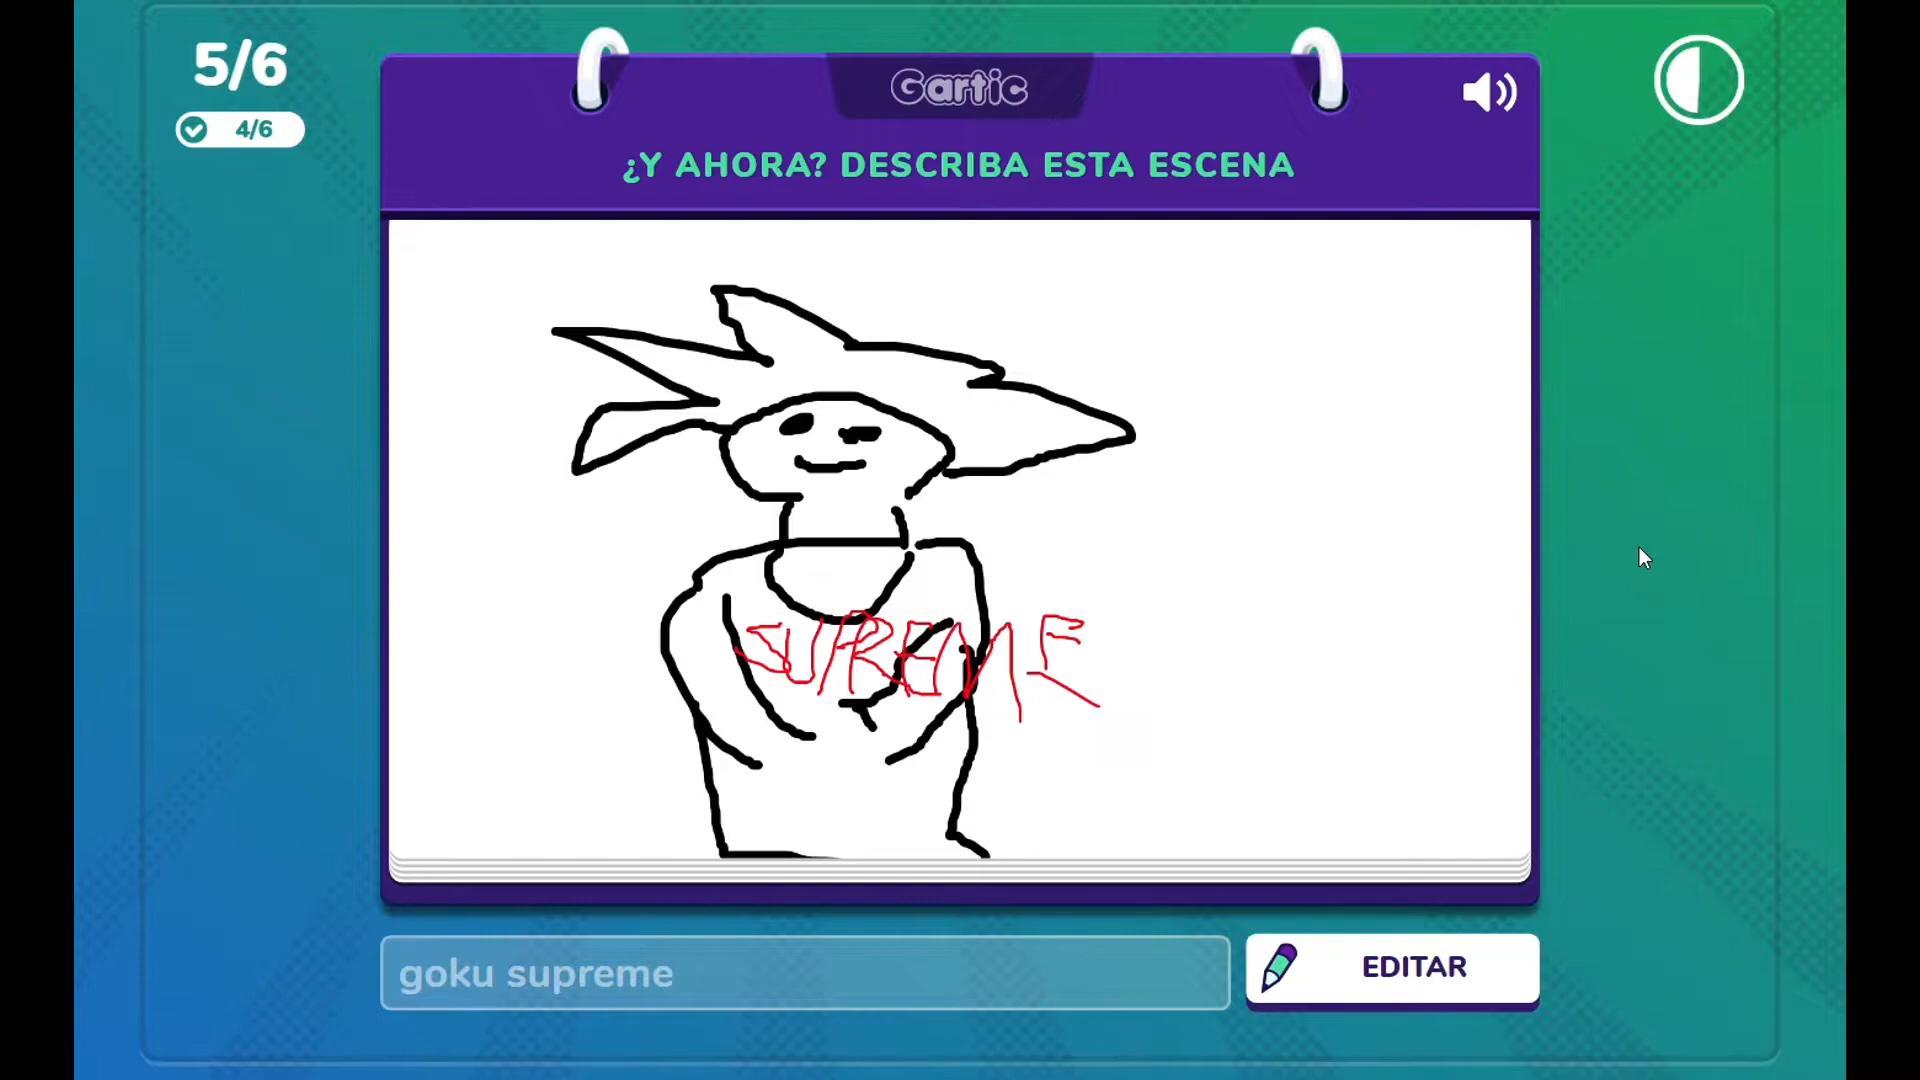 5/6
4/6
Gartic
¿Y AHORA? DESCRIBA ESTA ESCENA
SUPREME
goku supreme
EDITAR